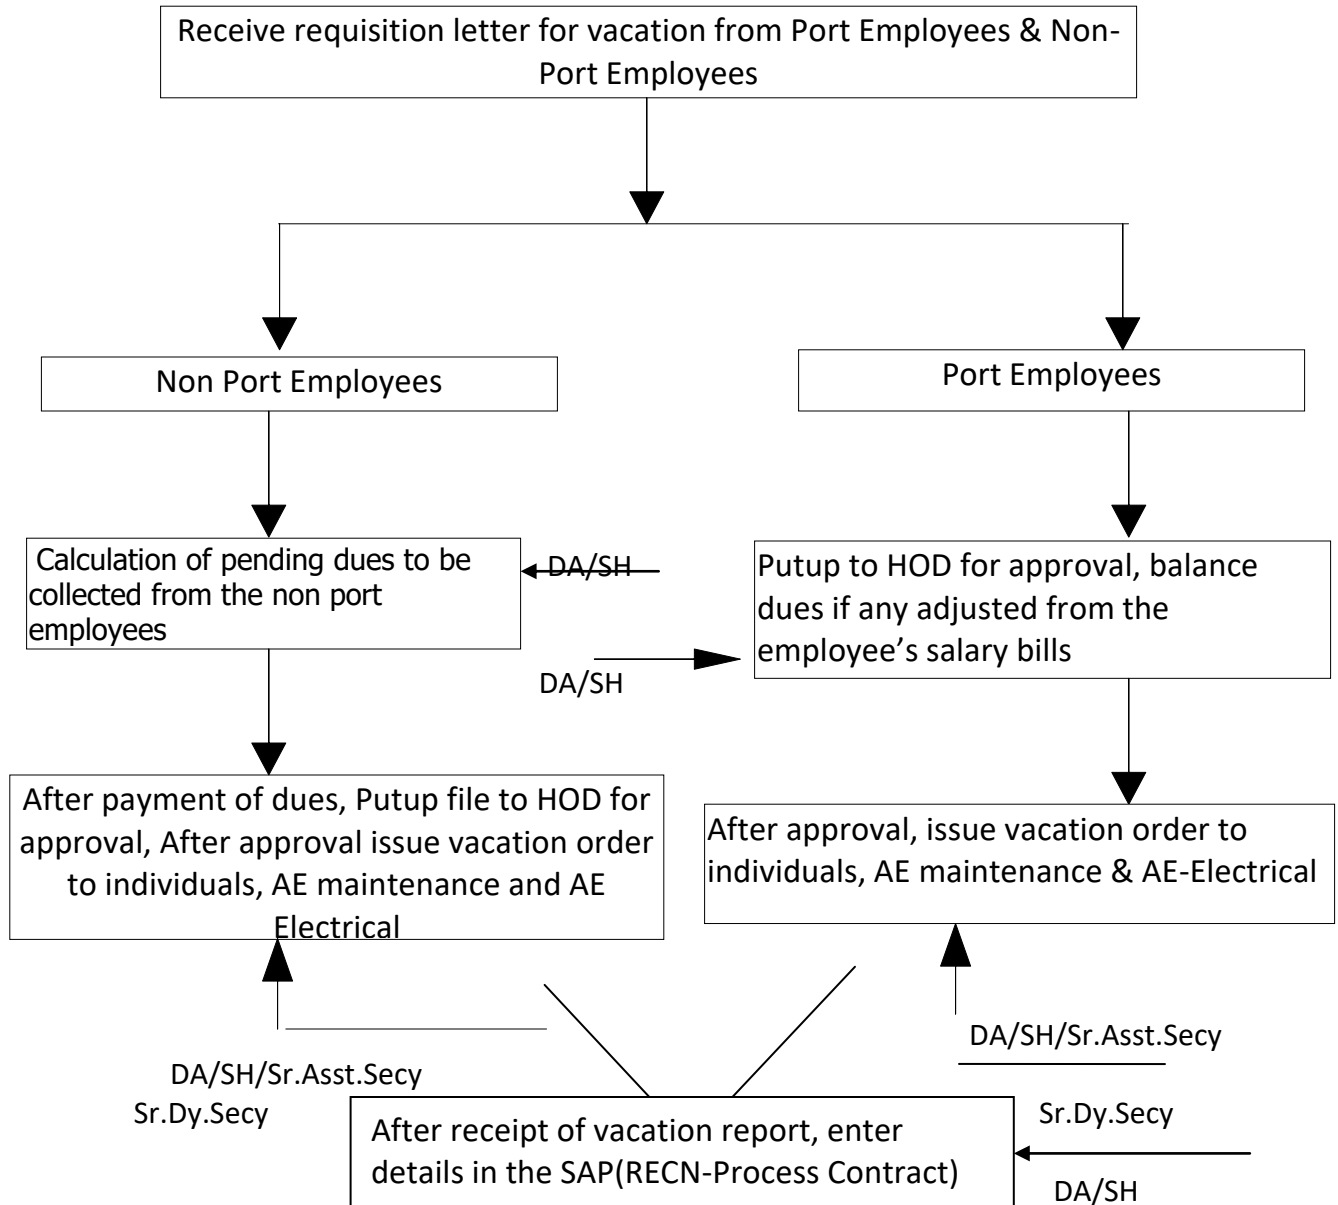 Receive requisition letter for vacation from Port Employees & Non-
Port Employees
Non Port Employees
Port Employees
Calculation of pending dues to be
collected from the non port
employees
DA/SH
Putup to HOD for approval, balance
dues if any adjusted from the
employee’s salary bills
DA/SH
After payment of dues, Putup file to HOD for
approval, After approval issue vacation order
to individuals, AE maintenance and AE
Electrical
After approval, issue vacation order to
individuals, AE maintenance & AE-Electrical
DA/SH/Sr.Asst.Secy
Sr.Dy.Secy
DA/SH/Sr.Asst.Secy
Sr.Dy.Secy
After receipt of vacation report, enter
details in the SAP(RECN-Process Contract)
DA/SH